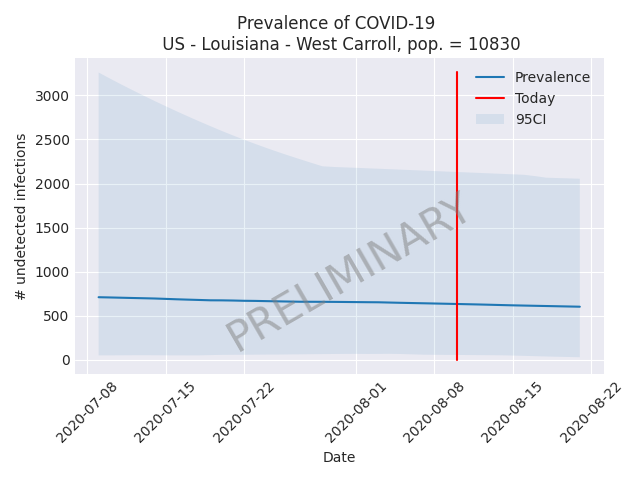 Prevalence of COVID-19
US - Louisiana - West Carroll, pop. = 10830
Prevalence
Today
95CI
# undetected infections
3000
2500
2000
1500
1000
500
0
PRELIMINARY
2020-07-08
2020-07-15
2020-07-22
2020-08-01
2020-08-08
2020-08-15
2020-08-22
Date